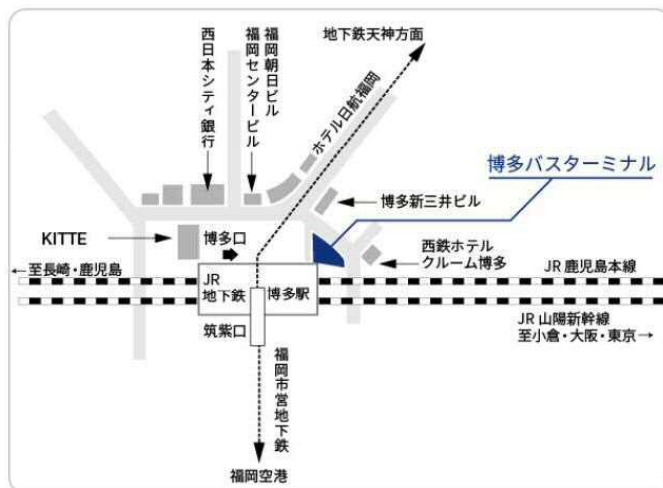 地下鉄天神方面
西日本シティ銀行
福岡朝日ビル
福岡センタービル
ホテル日航福岡
博多バスターミナル
博多新三井ビル
KITTE
博多口
西鉄ホテル
クルーム博多
←至長崎・鹿児島
JR
地下鉄
博多駅
JR 鹿児島本線
筑紫口
JR 山陽新幹線
至小倉・大阪・東京→
福岡市営地下鉄
福岡空港